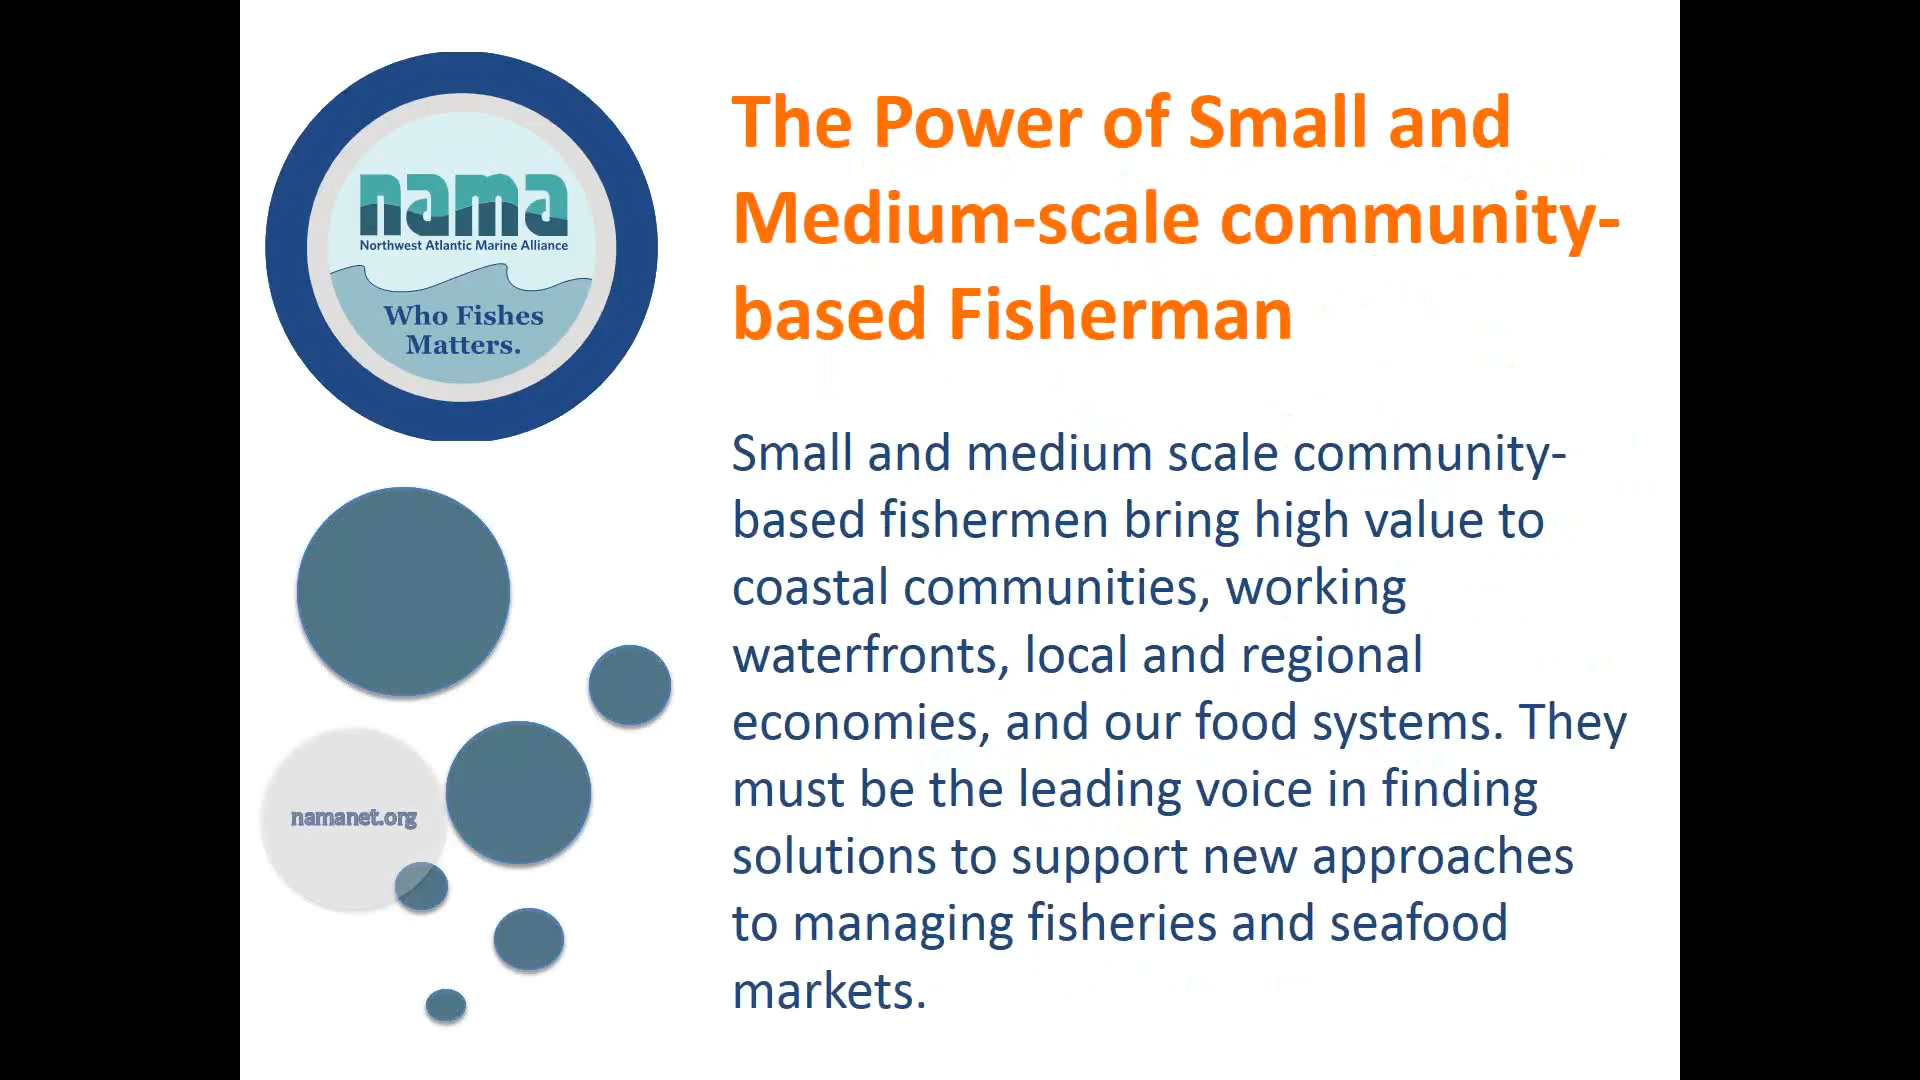 nama
Northwest Atlantic Marine Alliance
Who Fishes
Matters.
namanet.org
The Power of Small and
Medium-scale community-
based Fisherman
Small and medium scale community-
based fishermen bring high value to
coastal communities, working
waterfronts, local and regional
economies, and our food systems. They
must be the leading voice in finding
solutions to support new approaches
to managing fisheries and seafood
markets.